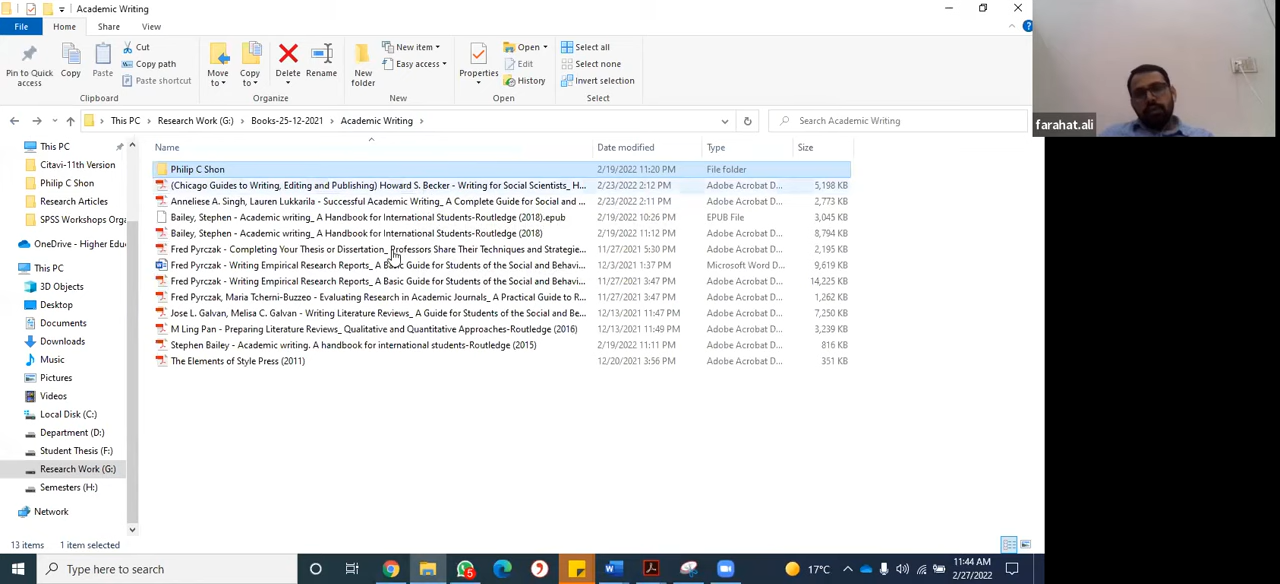 Academic Writing
File
Home
Share
View
Pin to Quick access
Copy
Paste
Cut
Copy path
Paste shortcut
Clipboard
Move to
Copy to
Delete
Rename
Organize
New folder
New item
Easy access
New
Properties
Open
Edit
History
Open
Select all
Select none
Invert selection
Select
This PC > Research Work (G:) > Books-25-12-2021 > Academic Writing >
Search Academic Writing
farahat.ali
This PC
Citavi-11th Version
Philip C Shon
Research Articles
SPSS Workshops Orga
OneDrive - Higher Edu
This PC
3D Objects
Desktop
Documents
Downloads
Music
Pictures
Videos
Local Disk (C:)
Department (D:)
Student Thesis (F:)
Research Work (G:)
Semesters (H:)
Network
Name Date modified Type Size
Philip C Shon 2/19/2022 11:20 PM File folder
(Chicago Guides to Writing, Editing and Publishing) Howard S. Becker - Writing for Social Scientists_ H... 2/23/2022 2:12 PM Adobe Acrobat D... 5,198 KB
Anneliese A. Singh, Lauren Lukkarila - Successful Academic Writing_ A Complete Guide for Social and ... 2/23/2022 2:11 PM Adobe Acrobat D... 2,773 KB
Bailey, Stephen - Academic writing_ A Handbook for International Students-Routledge (2018).epub 2/19/2022 10:26 PM EPUB File 3,045 KB
Bailey, Stephen - Academic writing_ A Handbook for International Students-Routledge (2018) 2/19/2022 11:12 PM Adobe Acrobat D... 8,794 KB
Fred Pyrczak - Completing Your Thesis or Dissertation_ Professors Share Their Techniques and Strategie... 11/27/2021 5:30 PM Adobe Acrobat D... 2,195 KB
Fred Pyrczak - Writing Empirical Research Reports_ A Basic Guide for Students of the Social and Behavi... 12/3/2021 1:37 PM Microsoft Word D... 9,619 KB
Fred Pyrczak - Writing Empirical Research Reports_ A Basic Guide for Students of the Social and Behavi... 11/27/2021 3:47 PM Adobe Acrobat D... 14,225 KB
Fred Pyrczak, Maria Tcherni-Buzzeo - Evaluating Research in Academic Journals_ A Practical Guide to R... 11/27/2021 3:47 PM Adobe Acrobat D... 1,262 KB
Jose L. Galvan, Melisa C. Galvan - Writing Literature Reviews_ A Guide for Students of the Social and Be... 12/13/2021 11:47 PM Adobe Acrobat D... 7,250 KB
M Ling Pan - Preparing Literature Reviews_ Qualitative and Quantitative Approaches-Routledge (2016) 12/13/2021 11:49 PM Adobe Acrobat D... 3,239 KB
Stephen Bailey - Academic writing. A handbook for international students-Routledge (2015) 2/19/2022 11:11 PM Adobe Acrobat D... 816 KB
The Elements of Style Press (2011) 12/20/2021 3:56 PM Adobe Acrobat D... 351 KB
13 items 1 item selected
Type here to search
5
17°C
11:44 AM
2/27/2022